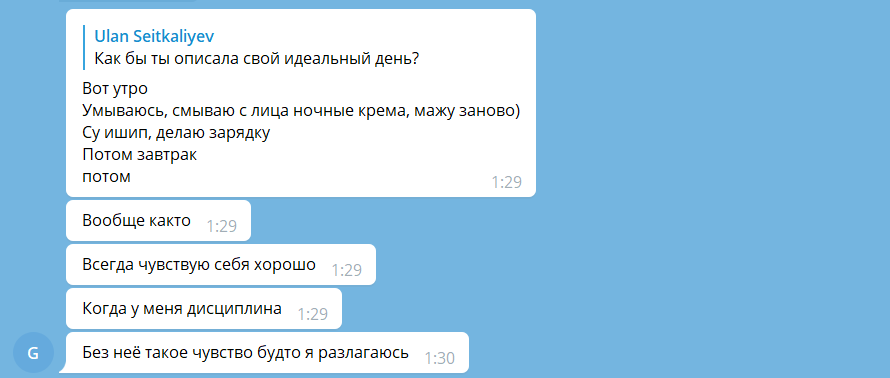 Ulan Seitkaliyev
Как бы ты описала свой идеальный день?
Вот утро
Умываюсь, смываю с лица ночные крема, мажу заново)
Су ишип, делаю зарядку
Потом завтрак
потом
1:29
Вообще както 1:29
Всегда чувствую себя хорошо 1:29
Когда у меня дисциплина 1:29
G
Без неё такое чувство будто я разлагаюсь 1:30